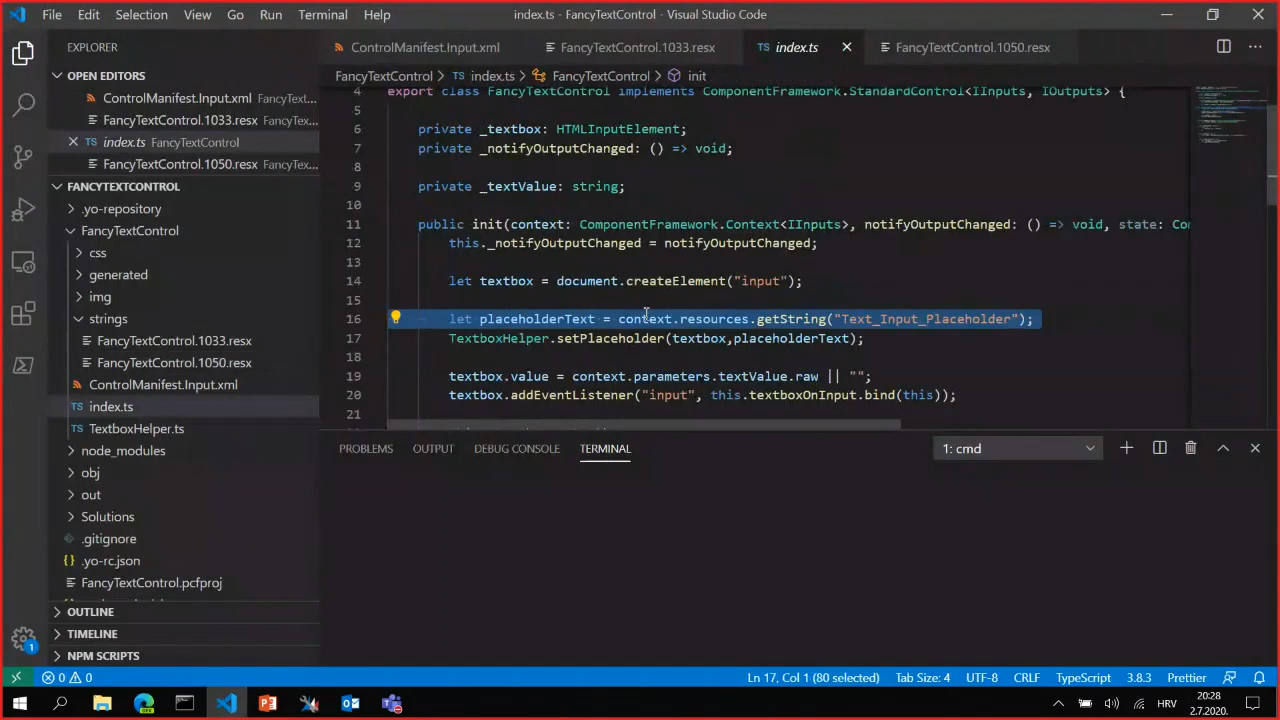 File Edit Selection View Go Run Terminal Help index.ts - FancyTextControl - Visual Studio Code
EXPLORER
OPEN EDITORS
ControlManifest.Input.xml FancyText...
FancyTextControl.1033.resx FancyText...
index.ts FancyTextControl
FancyTextControl.1050.resx FancyText...
FANCYTEXTCONTROL
.yo-repository
FancyTextControl
css
generated
img
strings
FancyTextControl.1033.resx
FancyTextControl.1050.resx
ControlManifest.Input.xml
TS index.ts
TS TextboxHelper.ts
node_modules
obj
out
Solutions
.gitignore
{} .yo-rc.json
FancyTextControl.pcfproj
OUTLINE
TIMELINE
NPM SCRIPTS
1
ControlManifest.Input.xml FancyTextControl.1033.resx TS index.ts FancyTextControl.1050.resx
FancyTextControl > TS index.ts > FancyTextControl > init
4 export class FancyTextControl implements ComponentFramework.StandardControl<IInputs, IOutputs> {
5
6 private _textbox: HTMLInputElement;
7 private _notifyOutputChanged: () => void;
8
9 private _textValue: string;
10
11 public init(context: ComponentFramework.Context<IInputs>, notifyOutputChanged: () => void, state: Co
12 this._notifyOutputChanged = notifyOutputChanged;
13
14 let textbox = document.createElement("input");
15
16 let placeholderText = context.resources.getString("Text_Input_Placeholder");
17 TextboxHelper.setPlaceholder(textbox,placeholderText);
18
19 textbox.value = context.parameters.textValue.raw || "";
20 textbox.addEventListener("input", this.textboxOnInput.bind(this));
21
PROBLEMS OUTPUT DEBUG CONSOLE TERMINAL 1: cmd
0 0 Ln 17, Col 1 (80 selected) Tab Size: 4 UTF-8 CRLF TypeScript 3.8.3 Prettier
HRV
20:28
2.7.2020.